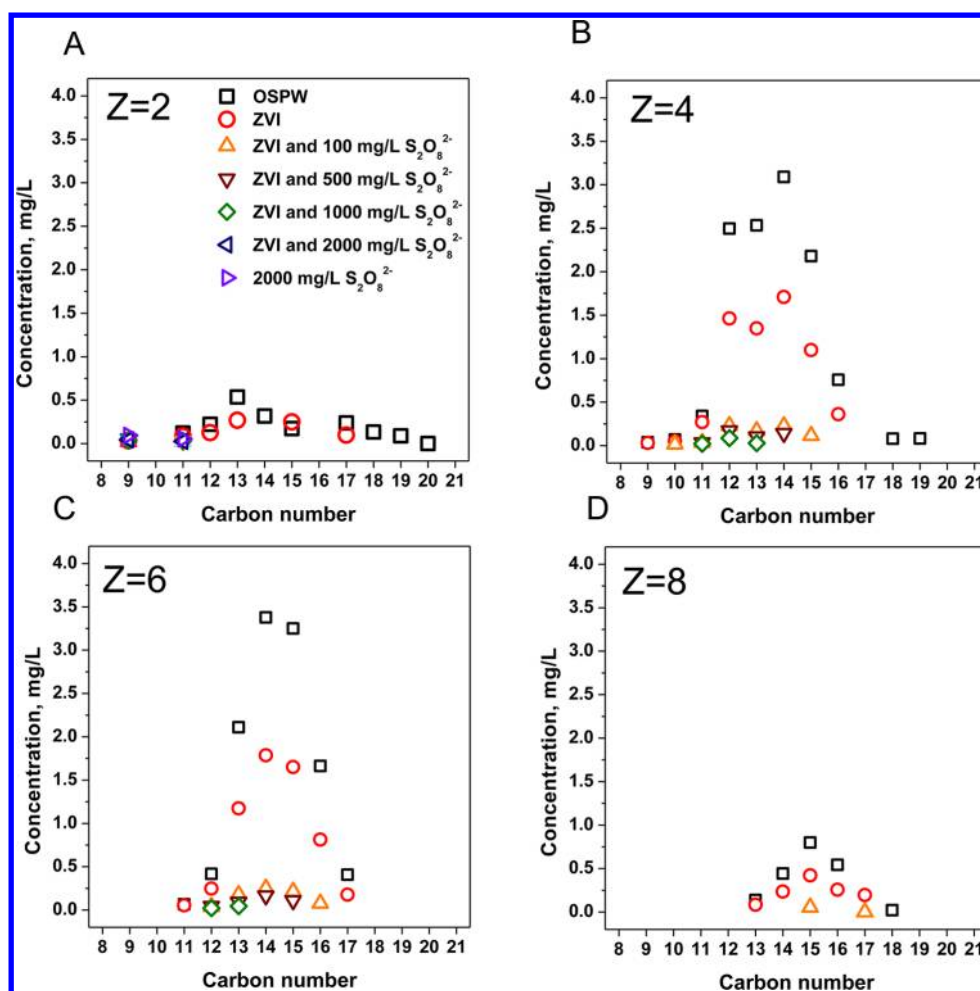 A
Z=2
OSPW
ZVI
ZVI and 100 mg/L S₂O₈²⁻
ZVI and 500 mg/L S₂O₈²⁻
ZVI and 1000 mg/L S₂O₈²⁻
ZVI and 2000 mg/L S₂O₈²⁻
2000 mg/L S₂O₈²⁻
4.0
3.5
3.0
2.5
2.0
1.5
1.0
0.5
0.0
Concentration, mg/L
8 9 10 11 12 13 14 15 16 17 18 19 20 21
Carbon number
B
Z=4
4.0
3.5
3.0
2.5
2.0
1.5
1.0
0.5
0.0
Concentration, mg/L
8 9 10 11 12 13 14 15 16 17 18 19 20 21
Carbon number
C
Z=6
4.0
3.5
3.0
2.5
2.0
1.5
1.0
0.5
0.0
Concentration, mg/L
8 9 10 11 12 13 14 15 16 17 18 19 20 21
Carbon number
D
Z=8
4.0
3.5
3.0
2.5
2.0
1.5
1.0
0.5
0.0
Concentration, mg/L
8 9 10 11 12 13 14 15 16 17 18 19 20 21
Carbon number